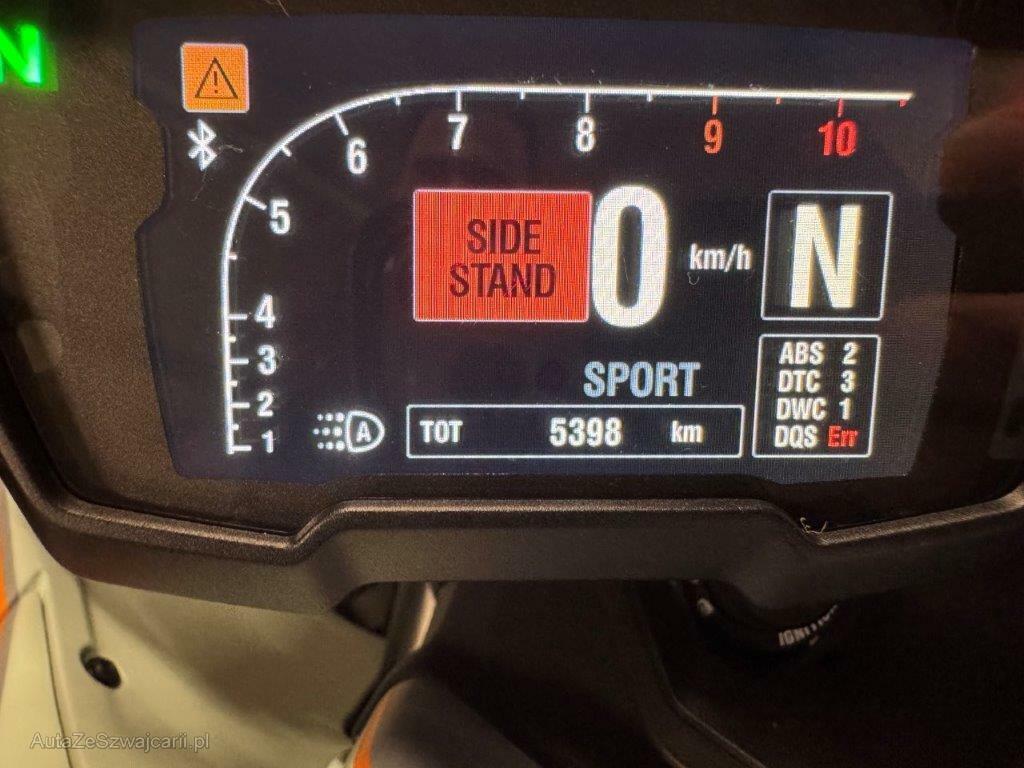 N
6 7 8 9 10
5
SIDE
STAND
0 km/h
N
4
3
2
1
SPORT
ABS 2
DTC 3
DWC 1
DQS Err
A
TOT 5398 km
AutaZeSzwajcarii.pl